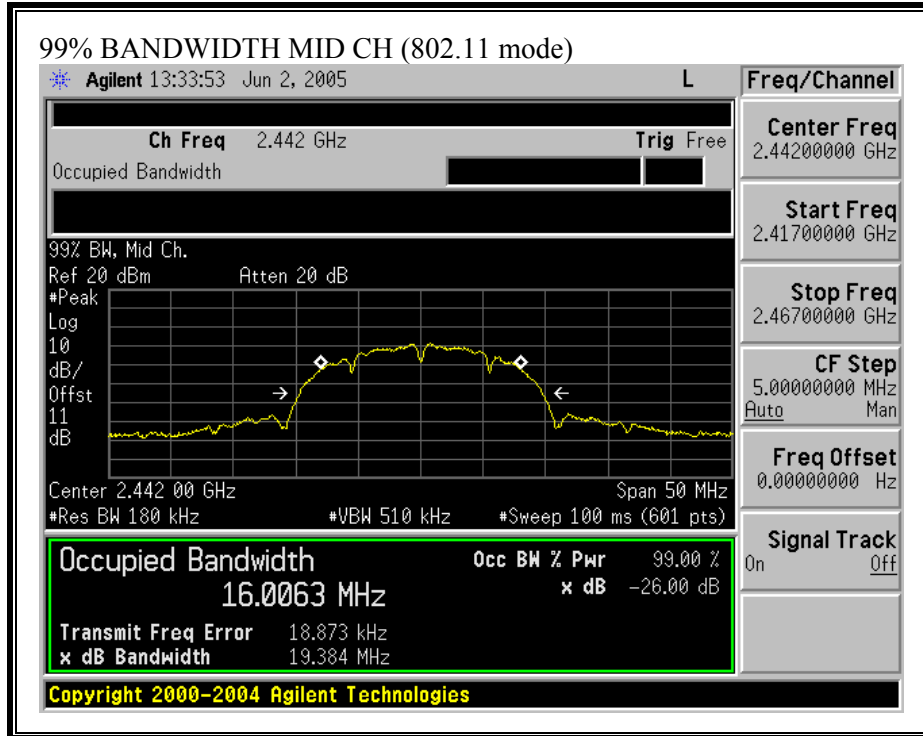 99% BANDWIDTH MID CH (802.11 mode)
Agilent 13:33:53 Jun 2, 2005 L
Freq/Channel
Ch Freq 2.442 GHz Trig Free
Occupied Bandwidth
Center Freq
2.44200000 GHz
Start Freq
2.41700000 GHz
Stop Freq
2.46700000 GHz
CF Step
5.00000000 MHz
Auto Man
Freq Offset
0.00000000 Hz
Signal Track
On Off
99% BW, Mid Ch.
Ref 20 dBm Atten 20 dB
#Peak
Log
10
dB/
Offst
11
dB
Center 2.442 00 GHz Span 50 MHz
#Res BW 180 kHz #VBW 510 kHz #Sweep 100 ms (601 pts)
Occupied Bandwidth Occ BW % Pwr 99.00 %
16.0063 MHz x dB -26.00 dB
Transmit Freq Error 18.873 kHz
x dB Bandwidth 19.384 MHz
Copyright 2000-2004 Agilent Technologies